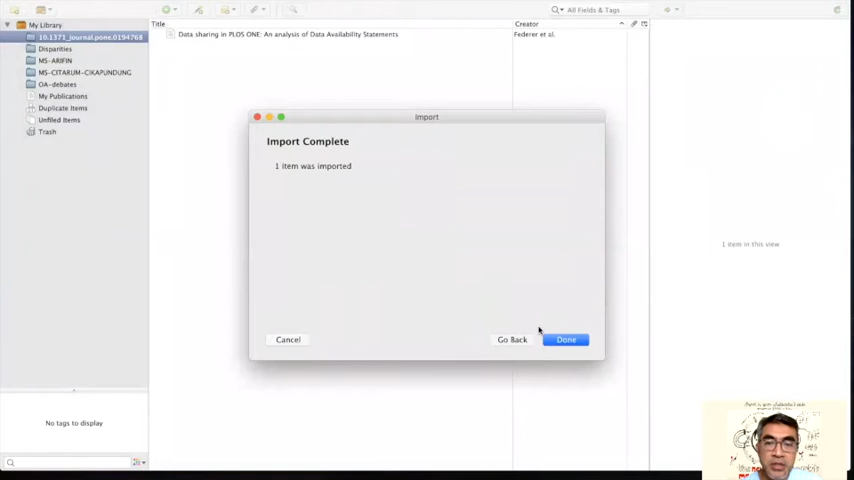 All Fields & Tags
My Library
10.1371_journal.pone.0194768
Disparities
MS-ARIFIN
MS-CITARUM-CIKAPUNDUNG
OA-debates
My Publications
Duplicate Items
Unfiled Items
Trash
Title
Creator
Data sharing in PLOS ONE: An analysis of Data Availability Statements
Federer et al.
Import
Import Complete
1 item was imported
Cancel
Go Back
Done
1 item in this view
No tags to display